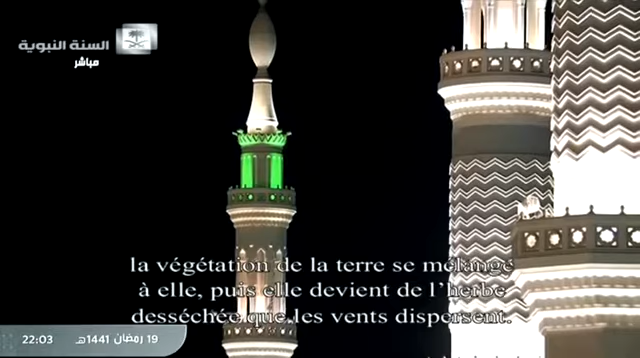 السنة النبوية
مباشر
la végétation de la terre se mélange
à elle, puis elle devient de l'herbe
desséchée que les vents dispersent.
22:03
19 رمضان 1441هـ